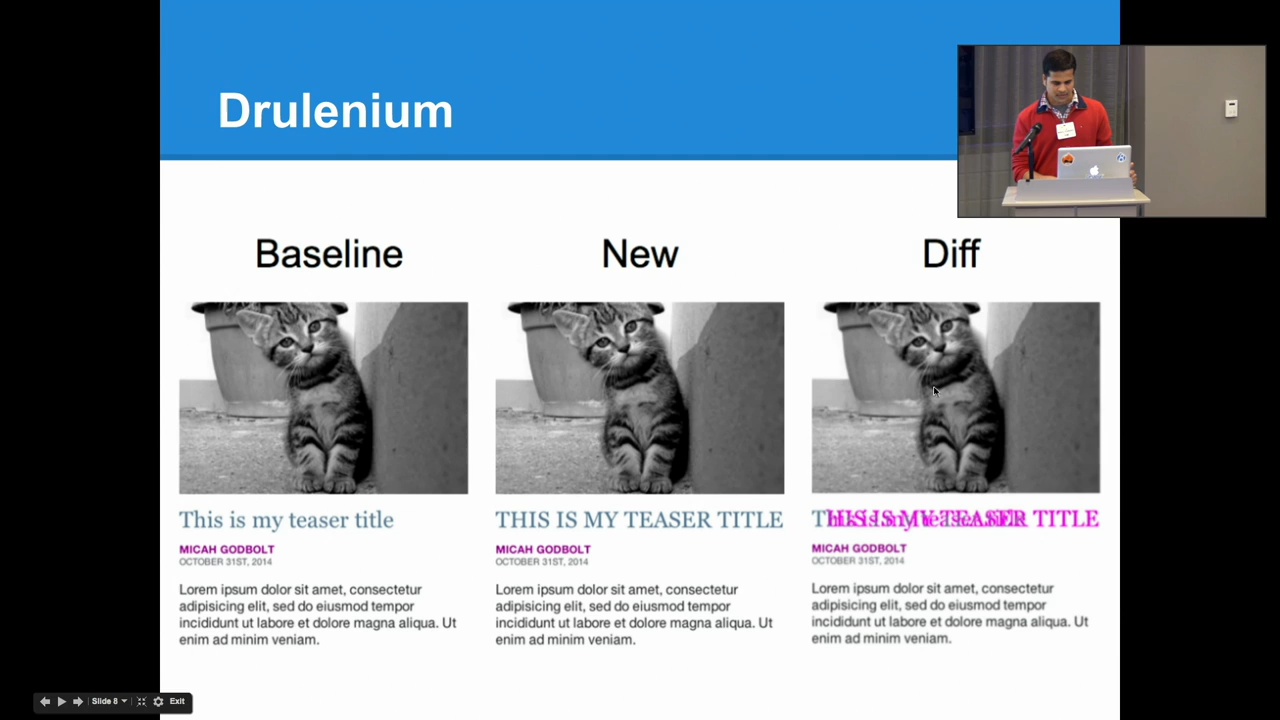 Drulenium
Baseline
New
Diff
This is my teaser title
MICAH GODBOLT
OCTOBER 31ST, 2014
Lorem ipsum dolor sit amet, consectetur
adipisicing elit, sed do eiusmod tempor
incididunt ut labore et dolore magna aliqua. Ut
enim ad minim veniam.
THIS IS MY TEASER TITLE
MICAH GODBOLT
OCTOBER 31ST, 2014
Lorem ipsum dolor sit amet, consectetur
adipisicing elit, sed do eiusmod tempor
incididunt ut labore et dolore magna aliqua. Ut
enim ad minim veniam.
THIS IS MY TEASER TITLE
MICAH GODBOLT
OCTOBER 31ST, 2014
Lorem ipsum dolor sit amet, consectetur
adipisicing elit, sed do eiusmod tempor
incididunt ut labore et dolore magna aliqua. Ut
enim ad minim veniam.
Slide 8
Exit